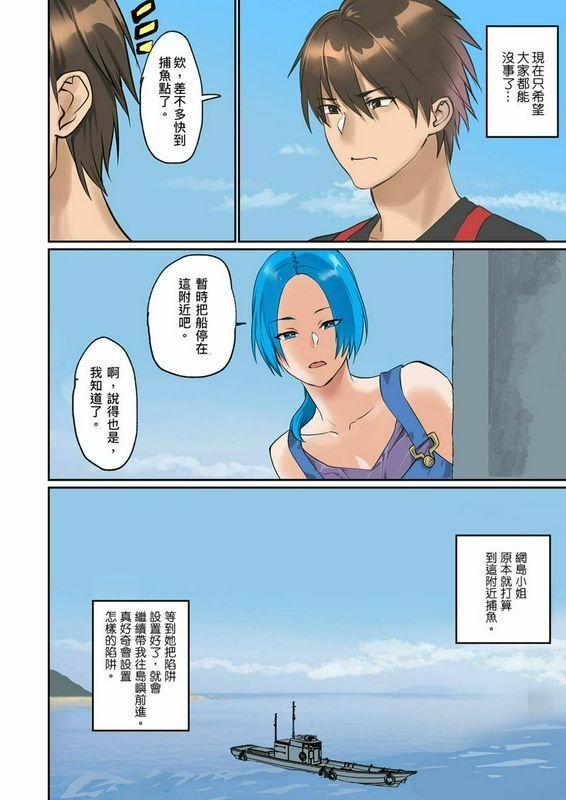 現在只希望
大家都能
沒事了…
欸，差不多快到
捕魚點了。
暫時把船停在
這附近吧。
啊，說得也是，
我知道了。
網島小姐
原本就打算
到這附近捕魚。
等到她把陷阱
設置好了，就會
繼續帶我往島嶼前進。
真好奇會設置
怎樣的陷阱。